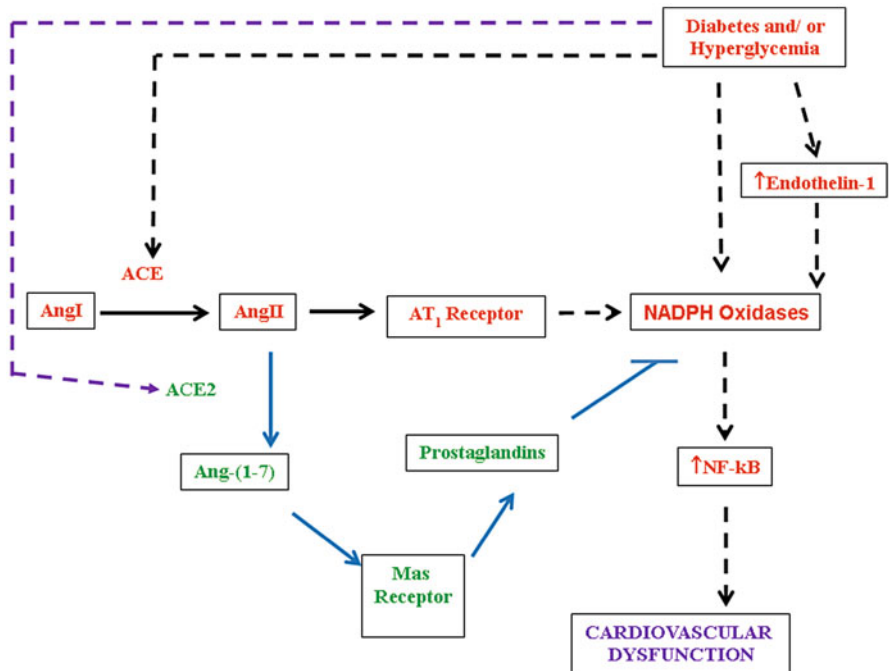 Diabetes and/ or
Hyperglycemia
↑Endothelin-1
ACE
AngI
AngII
AT1 Receptor
NADPH Oxidases
ACE2
Prostaglandins
Ang-(1-7)
↑NF-kB
Mas
Receptor
CARDIOVASCULAR
DYSFUNCTION